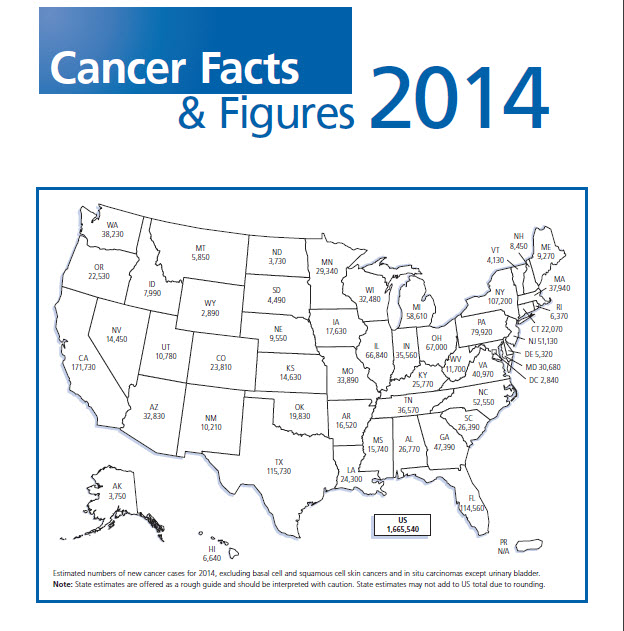 Cancer Facts
& Figures 2014
WA
38,230
OR
22,530
CA
171,730
NV
14,450
ID
7,990
MT
5,850
WY
2,890
UT
10,780
CO
23,810
AZ
32,830
NM
10,210
ND
3,730
SD
4,490
NE
9,550
KS
14,630
OK
19,830
TX
115,730
MN
29,340
IA
17,630
MO
33,890
AR
16,520
LA
24,300
WI
32,480
IL
66,840
MI
58,610
IN
35,560
OH
67,000
KY
25,770
TN
36,570
MS
15,740
AL
26,770
GA
47,390
FL
114,560
SC
26,390
NC
52,550
VA
40,970
WV
11,700
PA
79,920
NY
107,200
VT
4,130
NH
8,450
ME
9,270
MA
37,940
RI
6,370
CT 22,070
NJ 51,130
DE 5,320
MD 30,680
DC 2,840
AK
3,750
HI
6,640
US
1,665,540
PR
N/A
Estimated numbers of new cancer cases for 2014, excluding basal cell and squamous cell skin cancers and in situ carcinomas except urinary bladder.
Note: State estimates are offered as a rough guide and should be interpreted with caution. State estimates may not add to US total due to rounding.